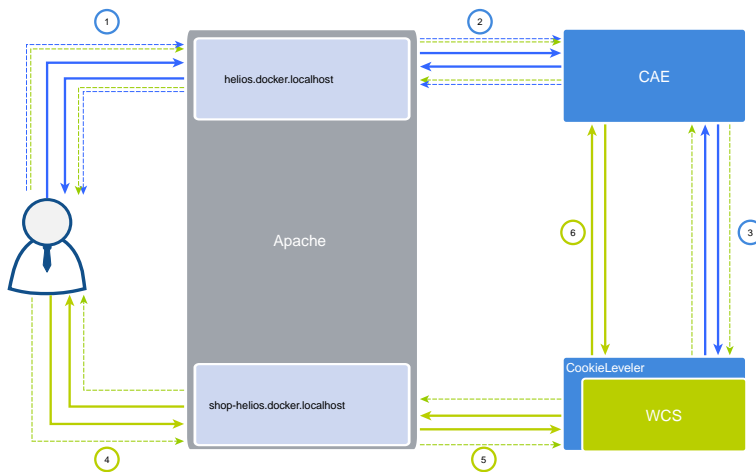 1
2
helios.docker.localhost
CAE
Apache
6
3
CookieLeveler
shop-helios.docker.localhost
WCS
4
5